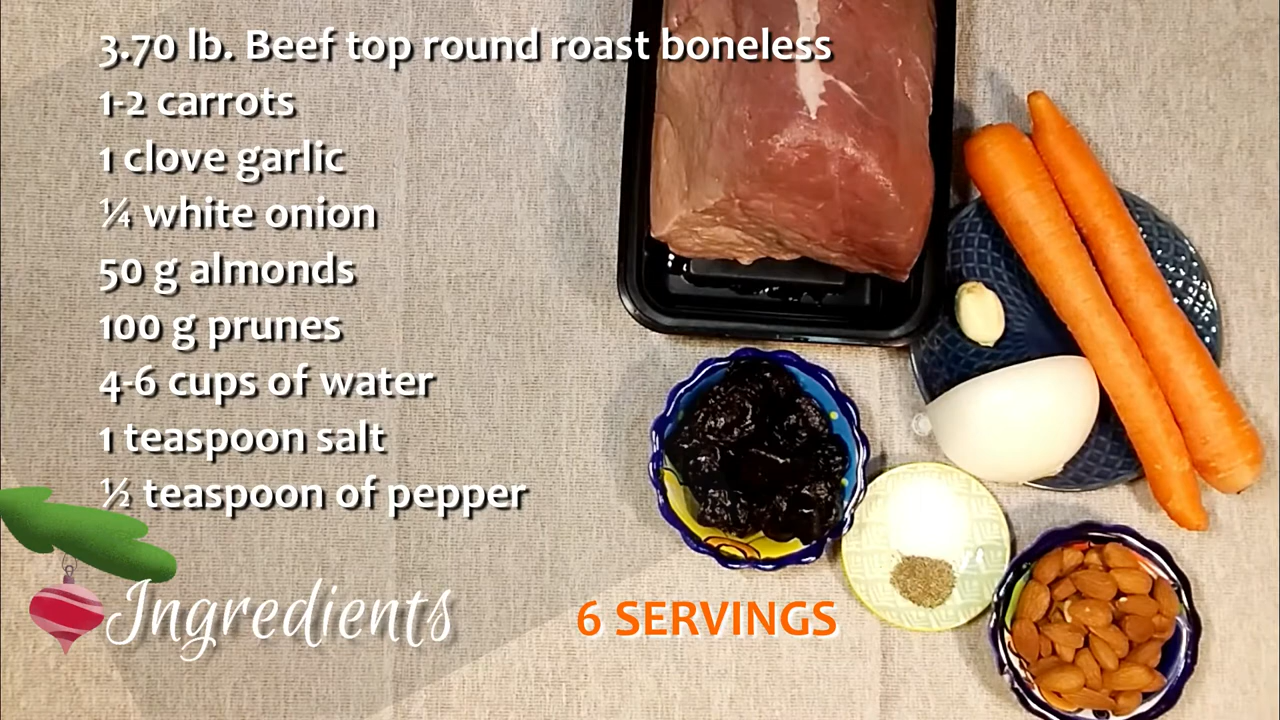 3.70 lb. Beef top round roast boneless
1-2 carrots
1 clove garlic
¼ white onion
50 g almonds
100 g prunes
4-6 cups of water
1 teaspoon salt
½ teaspoon of pepper
Ingredients
6 SERVINGS